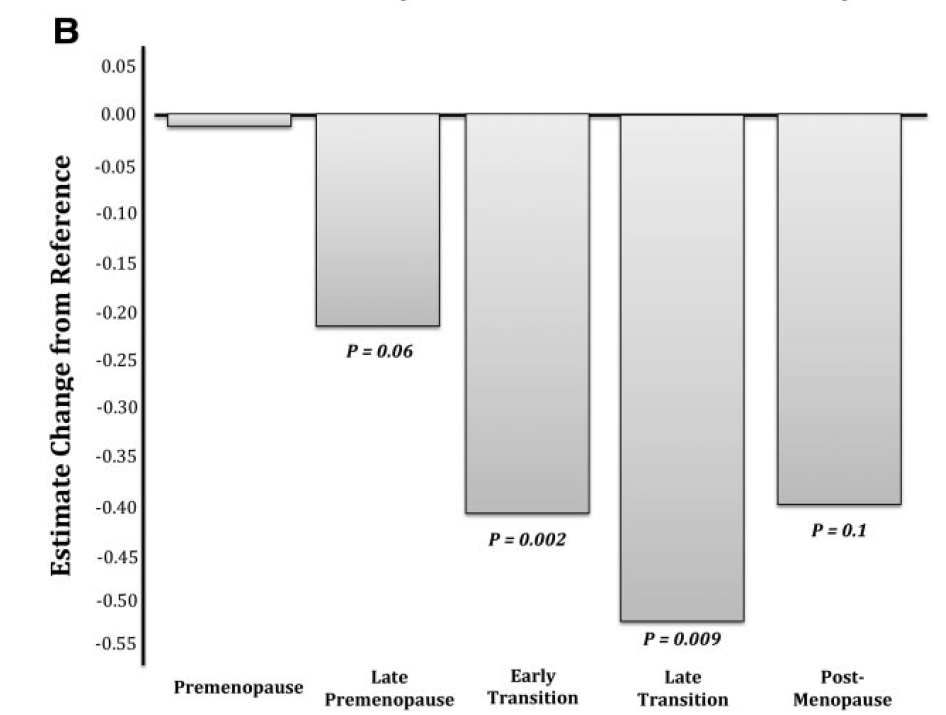 B
Estimate Change from Reference
0.05
0.00
-0.05
-0.10
-0.15
-0.20
-0.25
-0.30
-0.35
-0.40
-0.45
-0.50
-0.55
P = 0.06
P = 0.002
P = 0.009
P = 0.1
Premenopause
Late
Premenopause
Early
Transition
Late
Transition
Post-
Menopause